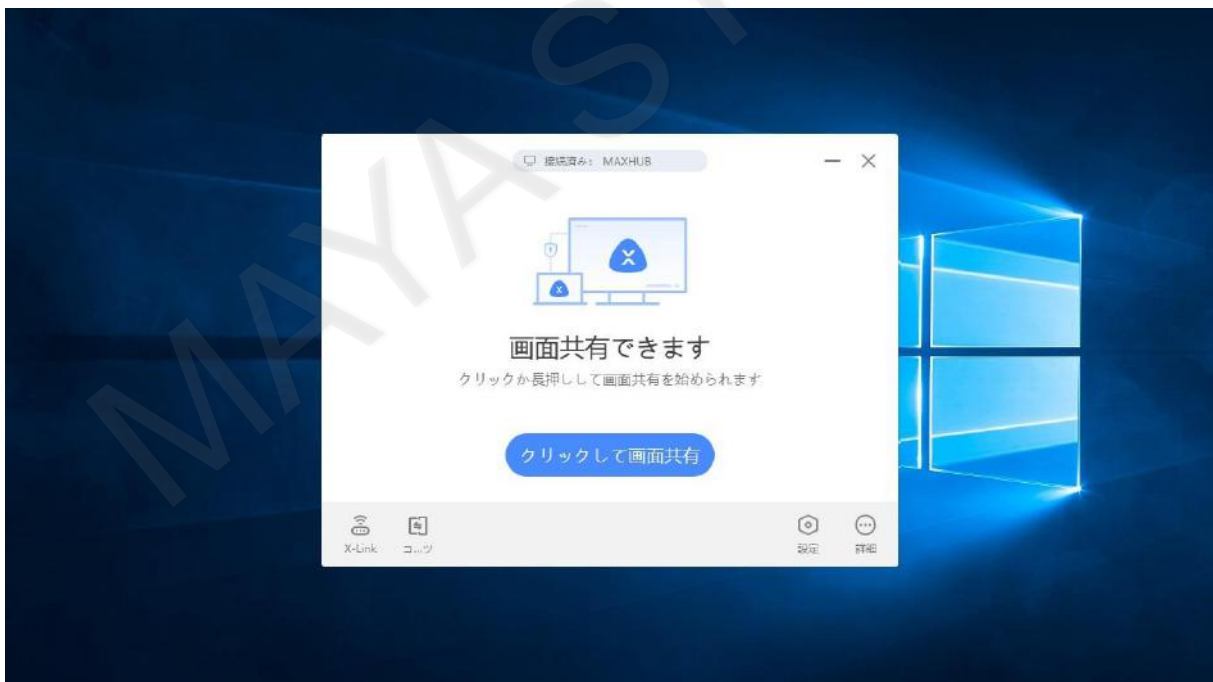 MAYA S
接続済み: MAXHUB
画面共有できます
クリックか長押しして画面共有を始められます
クリックして画面共有
X-Link
コ...ツ
設定
詳細